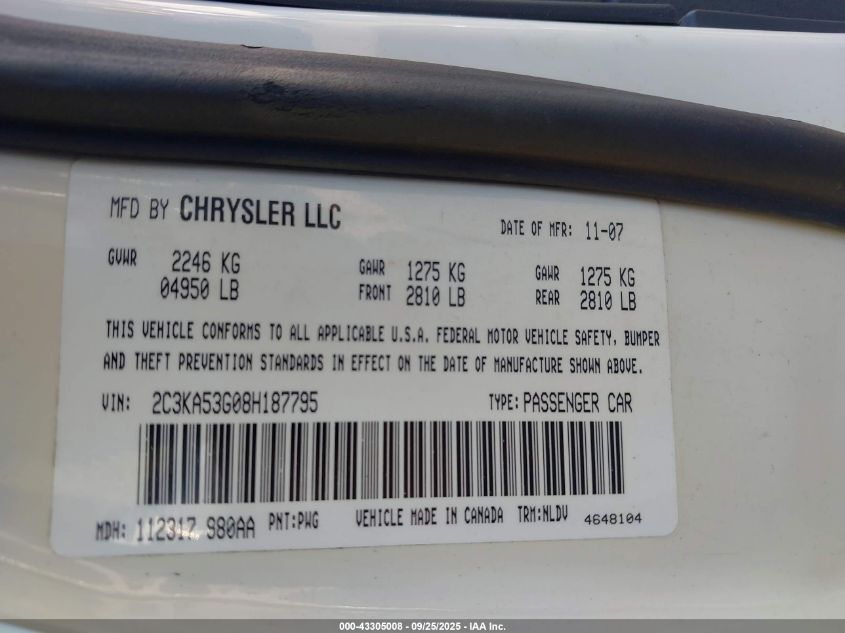 MFD BY CHRYSLER LLC DATE OF MFR: 11-07
GVWR 2246 KG GAWR 1275 KG GAWR 1275 KG
04950 LB FRONT 2810 LB REAR 2810 LB
THIS VEHICLE CONFORMS TO ALL APPLICABLE U.S.A. FEDERAL MOTOR VEHICLE SAFETY, BUMPER
AND THEFT PREVENTION STANDARDS IN EFFECT ON THE DATE OF MANUFACTURE SHOWN ABOVE.
VIN: 2C3KA53G08H187795 TYPE: PASSENGER CAR
MDH: 112317 980AA PNT:PWG VEHICLE MADE IN CANADA TRM:NLDV 4648104
000-43305008 - 09/25/2025 - IAA Inc.